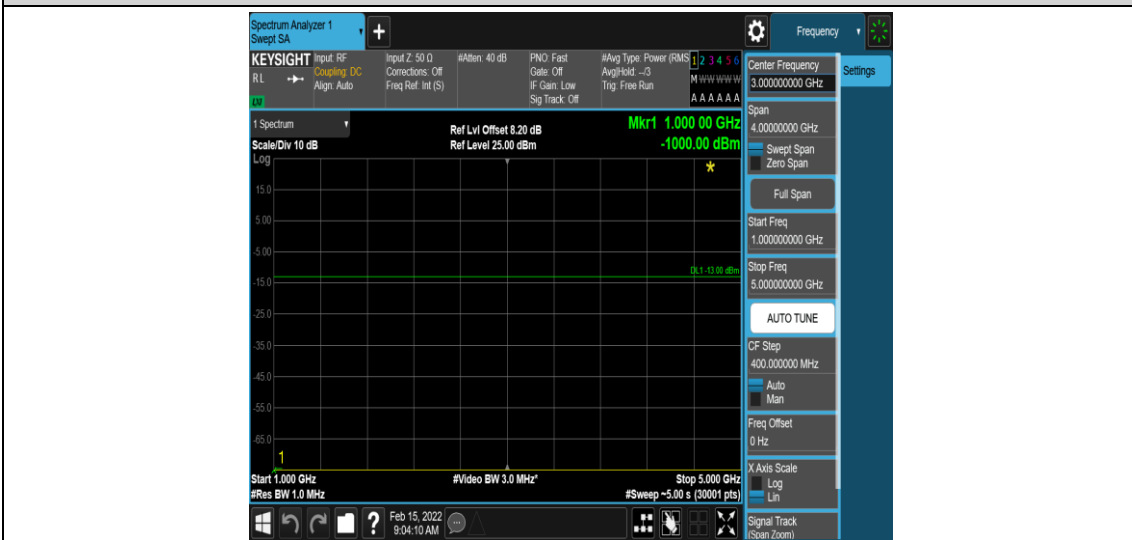 Spectrum Analyzer 1
Swept SA
+
Frequency
KEYSIGHT
RL
LXI
Input: RF
Coupling: DC
Align: Auto
Input Z: 50 Ω
Corrections: Off
Freq Ref: Int (S)
#Atten: 40 dB
PNO: Fast
Gate: Off
IF Gain: Low
Sig Track: Off
#Avg Type: Power (RMS
Avg|Hold: --/3
Trig: Free Run
1 2 3 4 5 6
M W W W W W
A A A A A A
Center Frequency
3.000000000 GHz
Settings
Span
4.00000000 GHz
Swept Span
Zero Span
Full Span
Start Freq
1.000000000 GHz
Stop Freq
5.000000000 GHz
AUTO TUNE
CF Step
400.000000 MHz
Auto
Man
Freq Offset
0 Hz
X Axis Scale
Log
Lin
Signal Track
(Span Zoom)
1 Spectrum
Scale/Div 10 dB
Ref Lvl Offset 8.20 dB
Ref Level 25.00 dBm
Mkr1 1.000 00 GHz
-1000.00 dBm
Log
*
15.0
5.00
-5.00
DL1 -13.00 dBm
-15.0
-25.0
-35.0
-45.0
-55.0
-65.0
1
Start 1.000 GHz
#Video BW 3.0 MHz*
Stop 5.000 GHz
#Res BW 1.0 MHz
#Sweep ~5.00 s (30001 pts)
?
Feb 15, 2022
9:04:10 AM